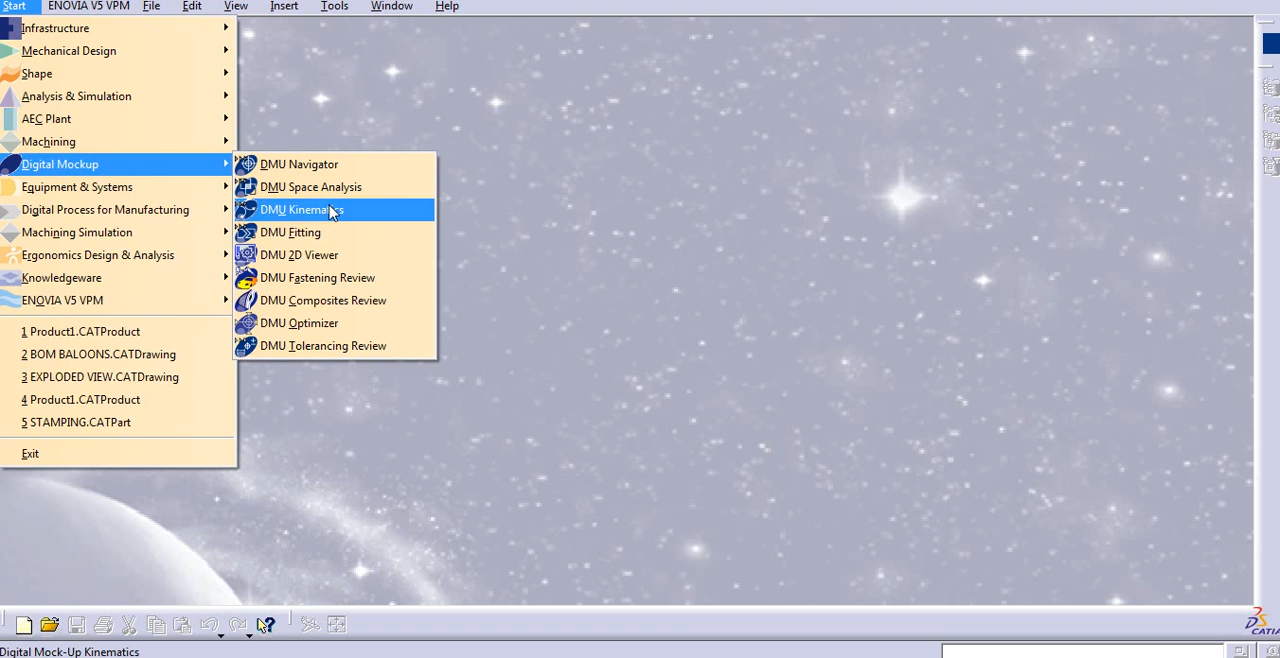 Start ENOVIA V5 VPM File Edit View Insert Tools Window Help
Infrastructure
Mechanical Design
Shape
Analysis & Simulation
AEC Plant
Machining
Digital Mockup
Equipment & Systems
Digital Process for Manufacturing
Machining Simulation
Ergonomics Design & Analysis
Knowledgeware
ENOVIA V5 VPM
1 Product1.CATProduct
2 BOM BALOONS.CATDrawing
3 EXPLODED VIEW.CATDrawing
4 Product1.CATProduct
5 STAMPING.CATPart
Exit
DMU Navigator
DMU Space Analysis
DMU Kinematics
DMU Fitting
DMU 2D Viewer
DMU Fastening Review
DMU Composites Review
DMU Optimizer
DMU Tolerancing Review
CATIA
Digital Mock-Up Kinematics